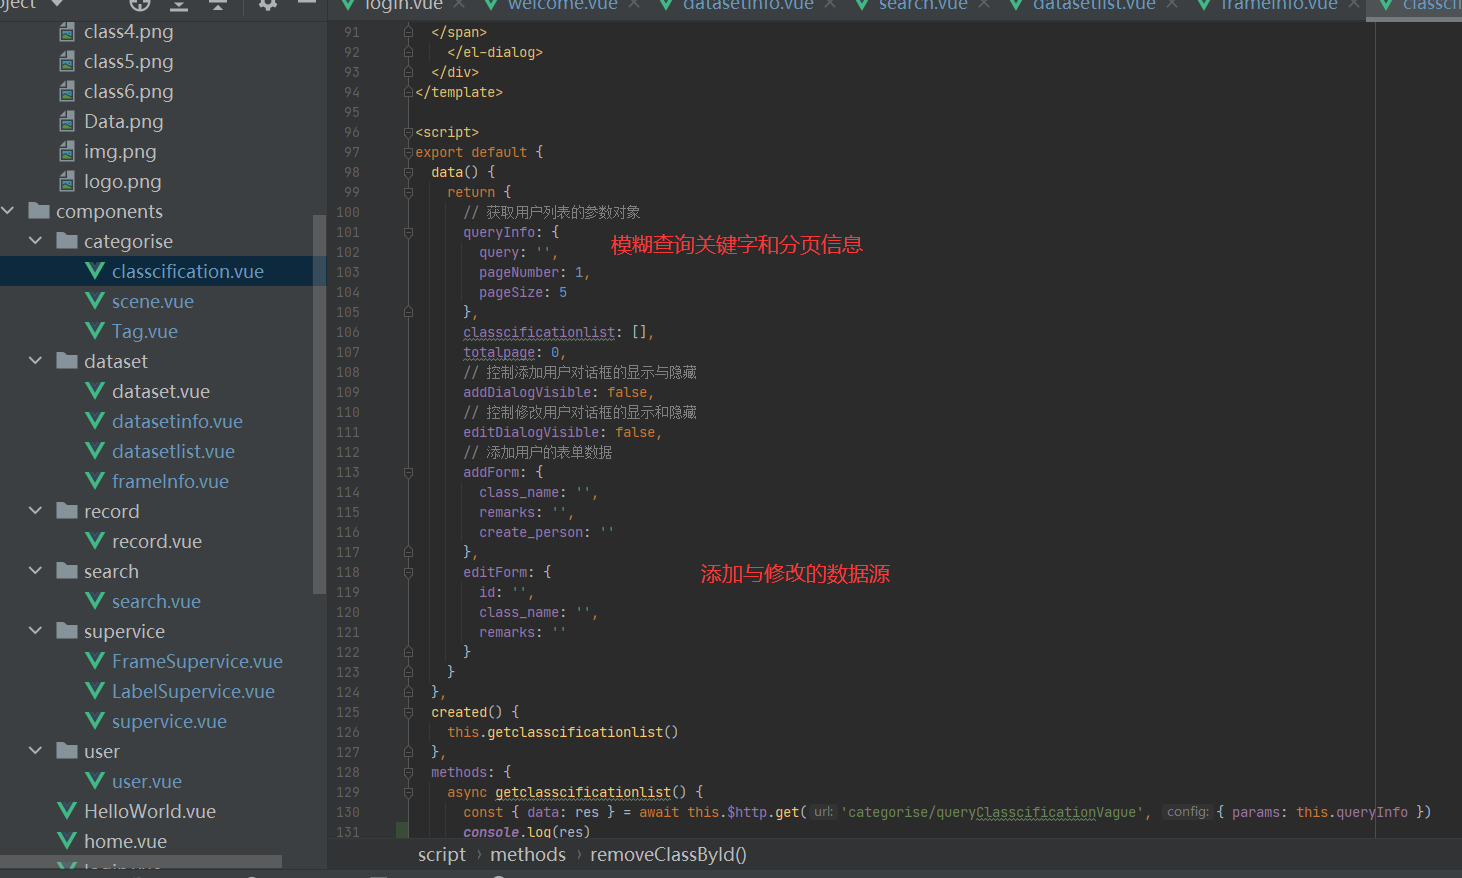 login.vue
welcome.vue
datasetinfo.vue
search.vue
datasetlist.vue
frameInfo.vue
class4.png
class5.png
class6.png
Data.png
img.png
logo.png
components
categorise
classcification.vue
scene.vue
Tag.vue
dataset
dataset.vue
datasetinfo.vue
datasetlist.vue
frameInfo.vue
record
record.vue
search
search.vue
supervice
FrameSupervice.vue
LabelSupervice.vue
supervice.vue
user
user.vue
HelloWorld.vue
home.vue
login.vue
91 </span>
92 </el-dialog>
93 </div>
94 </template>
95
96 <script>
97 export default {
98 data() {
99 return {
100 // 获取用户列表的参数对象
101 queryInfo: {
模糊查询关键字和分页信息
102 query: '',
103 pageNumber: 1,
104 pageSize: 5
105 },
106 classcificationlist: [],
107 totalpage: 0,
108 // 控制添加用户对话框的显示与隐藏
109 addDialogVisible: false,
110 // 控制修改用户对话框的显示和隐藏
111 editDialogVisible: false,
112 // 添加用户的表单数据
113 addForm: {
114 class_name: '',
115 remarks: '',
116 create_person: ''
117 },
118 editForm: {
添加与修改的数据源
119 id: '',
120 class_name: '',
121 remarks: ''
122 }
123 }
124 },
125 created() {
126 this.getclasscificationlist()
127 },
128 methods: {
129 async getclasscificationlist() {
130 const { data: res } = await this.$http.get( url: 'categorise/queryClasscificationVague', config: { params: this.queryInfo })
131 console.log(res)
script › methods › removeClassById()